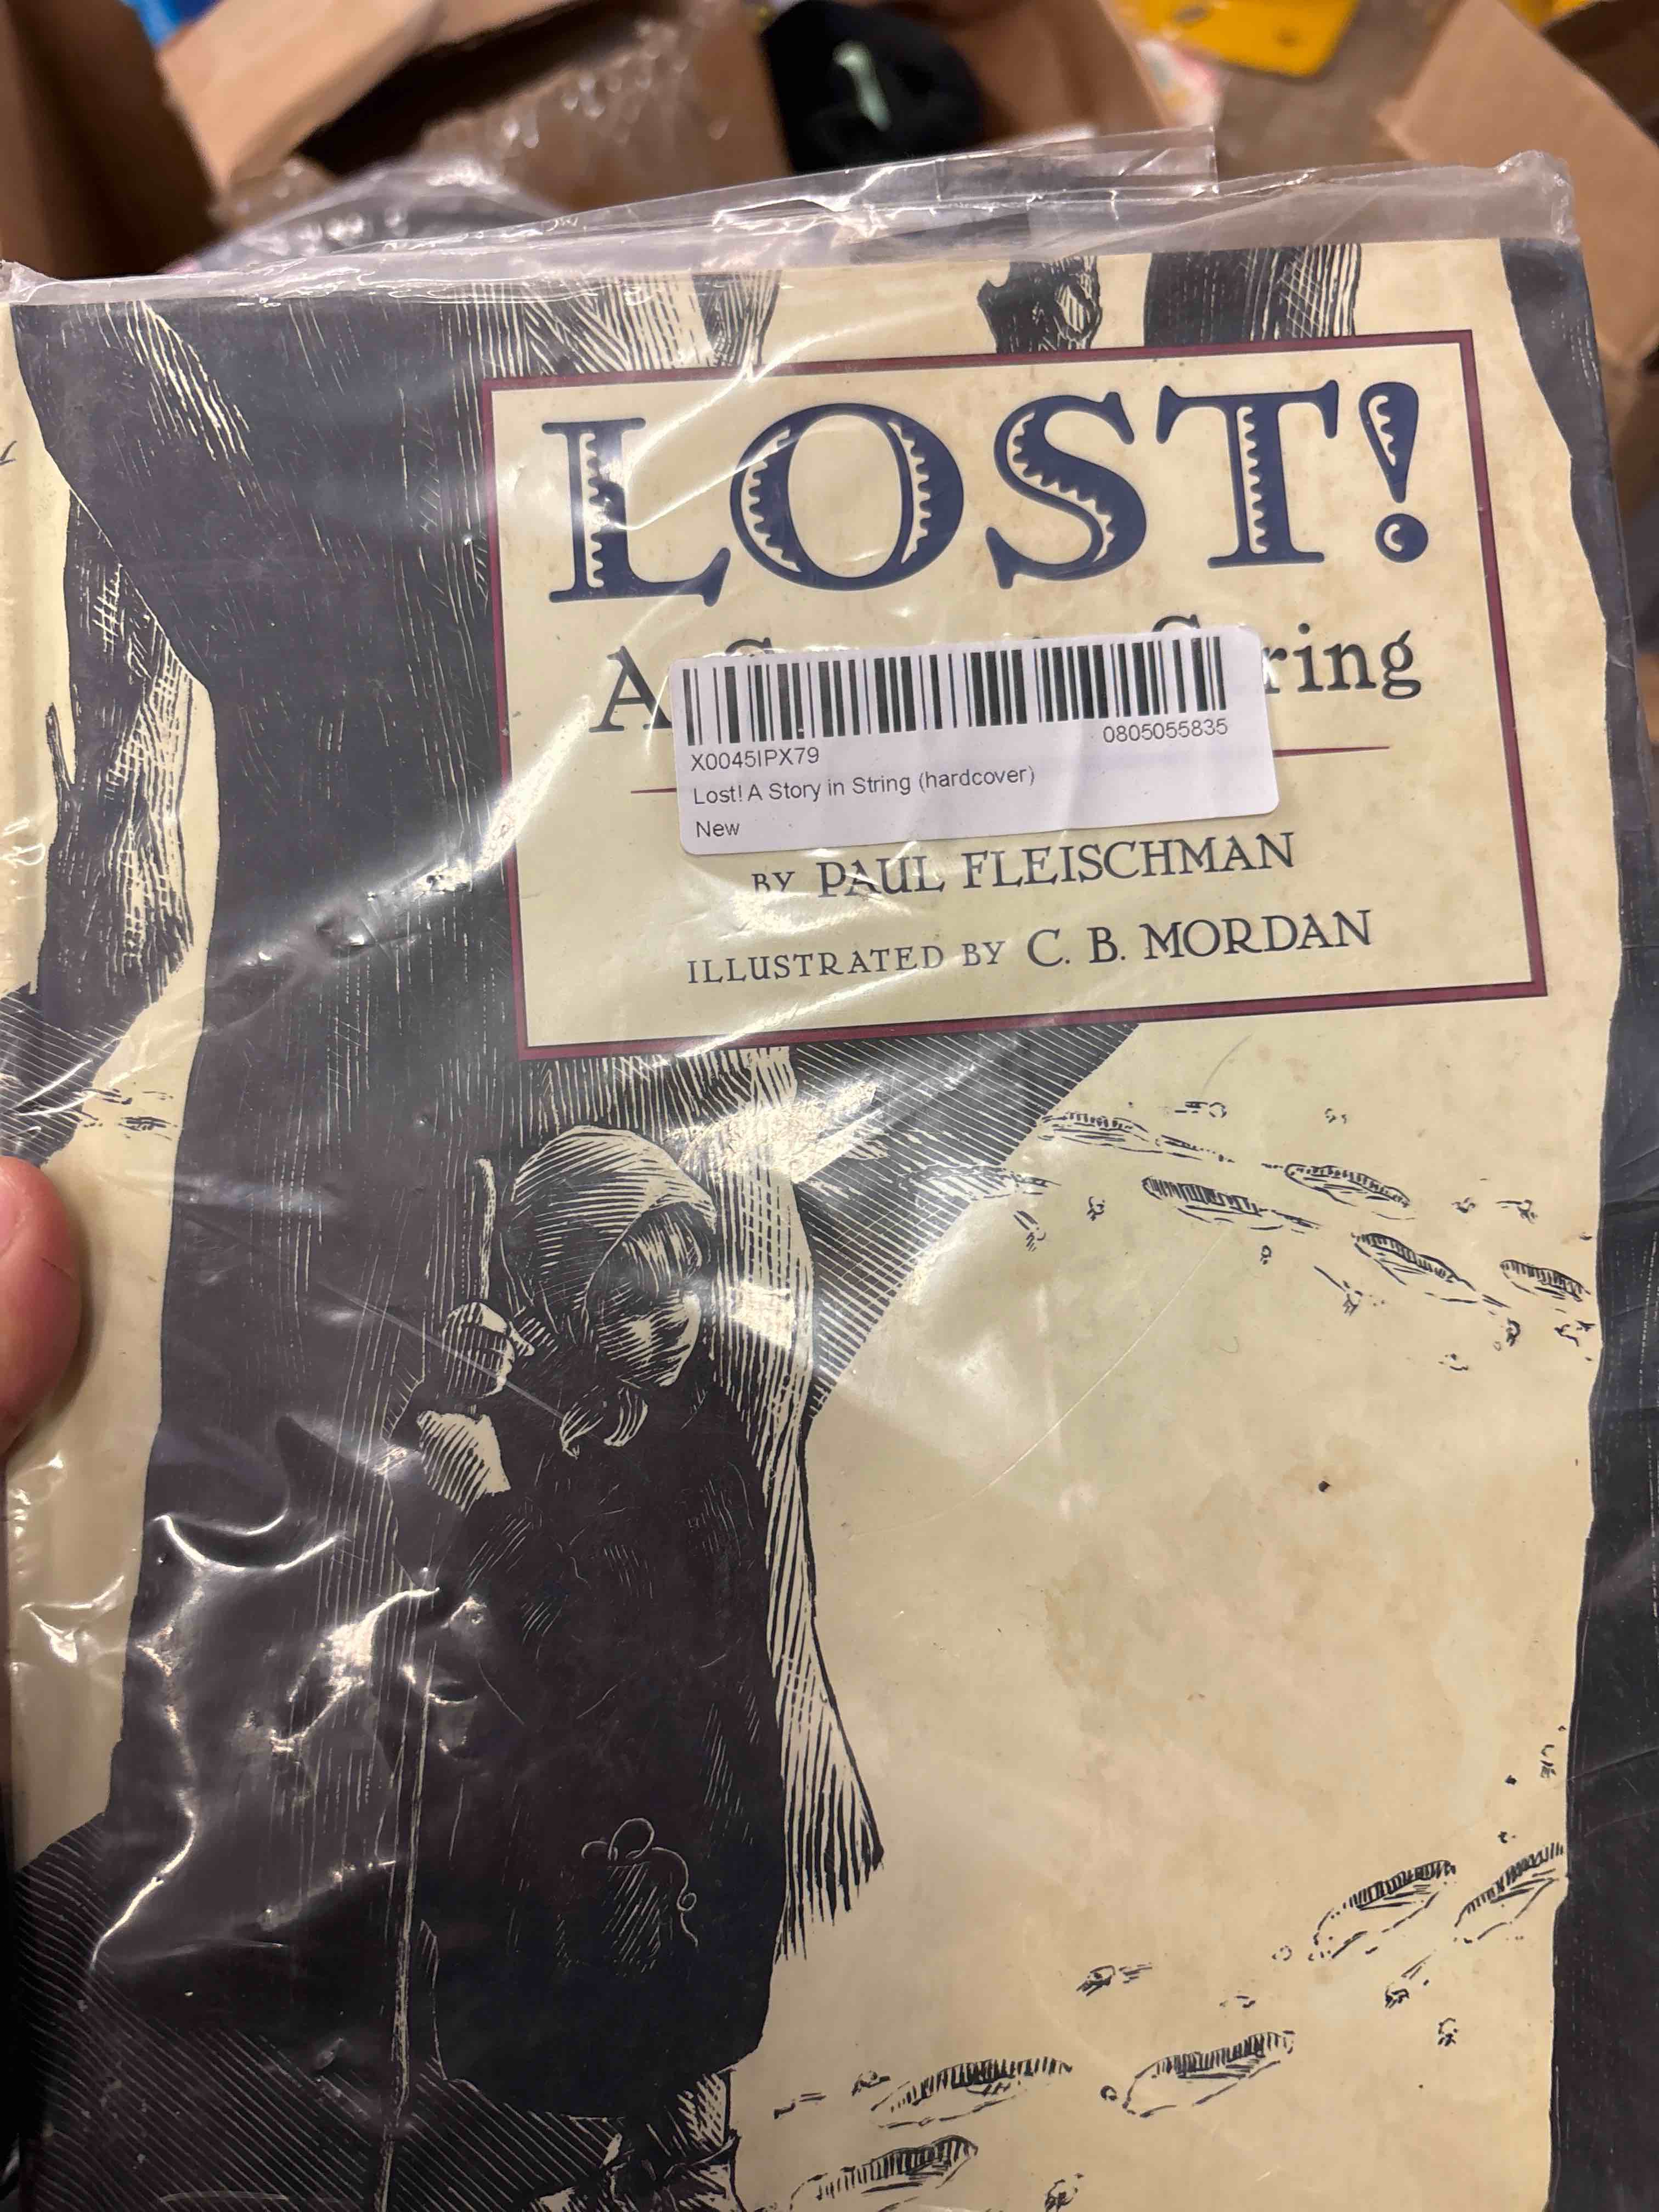 LOST!
A ring
X0045IPX79 0805055835
Lost! A Story in String (hardcover)
New
BY PAUL FLEISCHMAN
ILLUSTRATED BY C. B. MORDAN